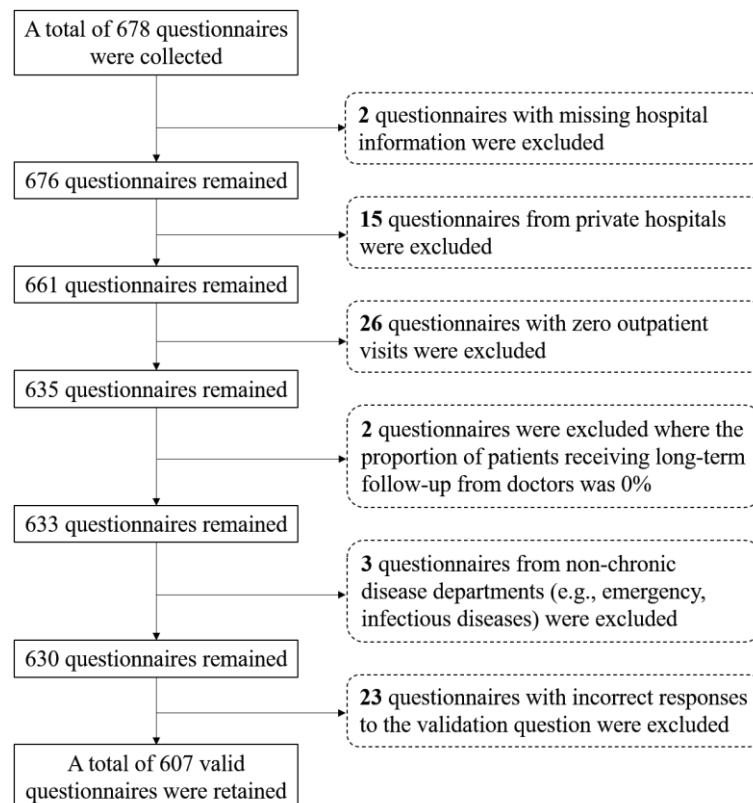 A total of 678 questionnaires
were collected
2 questionnaires with missing hospital
information were excluded
676 questionnaires remained
15 questionnaires from private hospitals
were excluded
661 questionnaires remained
26 questionnaires with zero outpatient
visits were excluded
635 questionnaires remained
2 questionnaires were excluded where the
proportion of patients receiving long-term
follow-up from doctors was 0%
633 questionnaires remained
3 questionnaires from non-chronic
disease departments (e.g., emergency,
infectious diseases) were excluded
630 questionnaires remained
23 questionnaires with incorrect responses
to the validation question were excluded
A total of 607 valid
questionnaires were retained